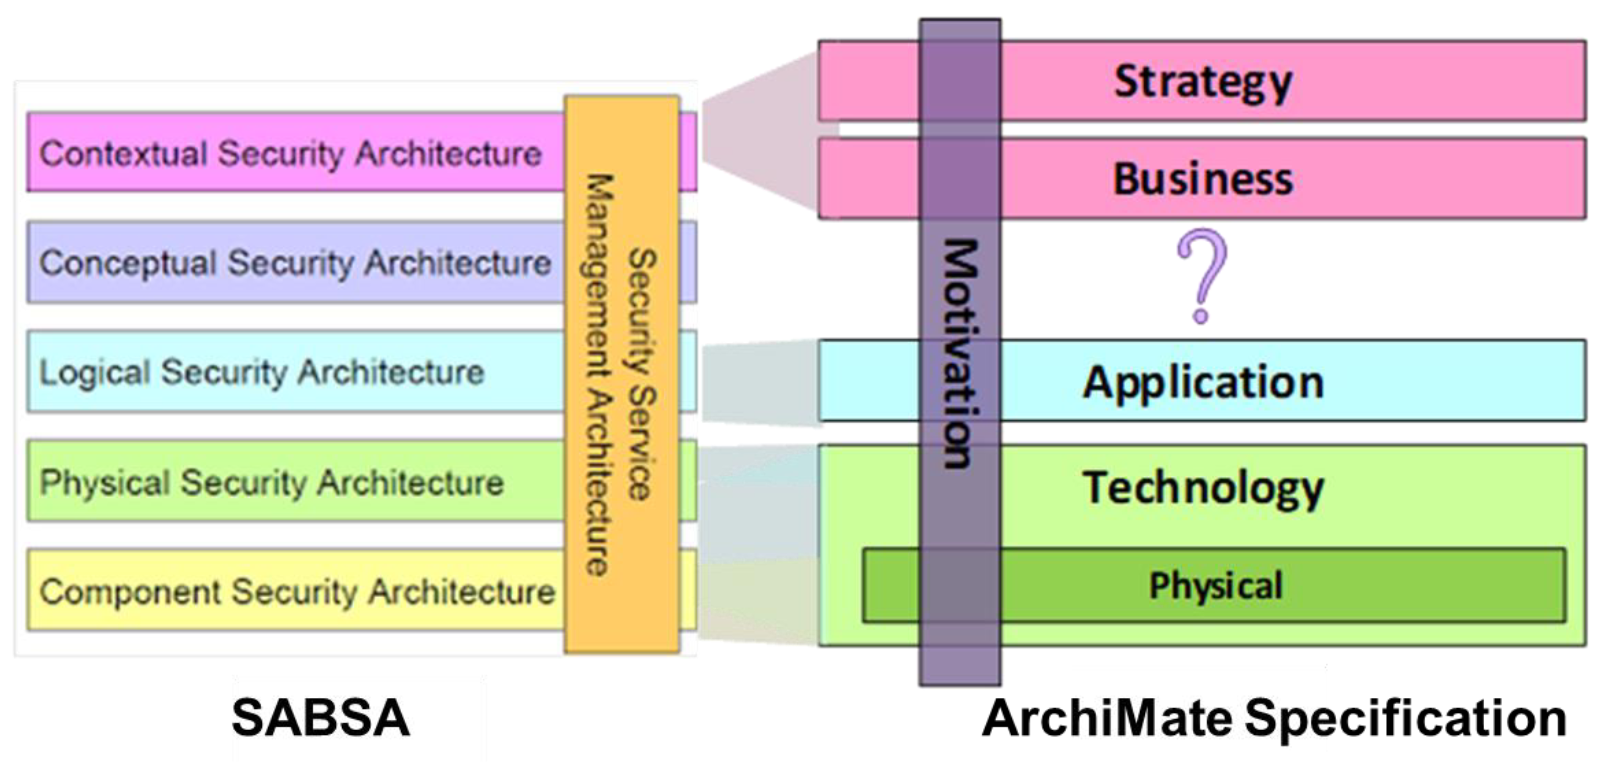 Contextual Security Architecture
Conceptual Security Architecture
Logical Security Architecture
Physical Security Architecture
Component Security Architecture
Security Service
Management Architecture
SABSA
Strategy
Business
?
Application
Technology
Physical
Motivation
ArchiMate Specification